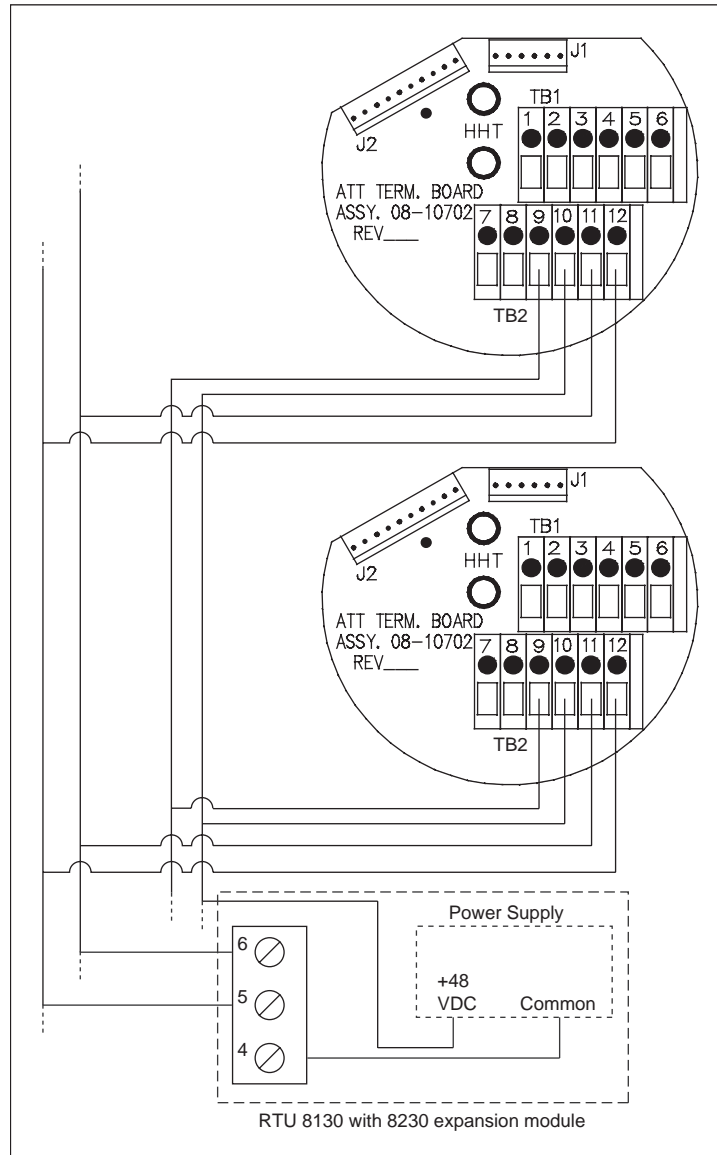 J1
J2
HHT
TB1
1 2 3 4 5 6
ATT TERM. BOARD
ASSY. 08-10702
REV___
7 8 9 10 11 12
TB2
J1
J2
HHT
TB1
1 2 3 4 5 6
ATT TERM. BOARD
ASSY. 08-10702
REV___
7 8 9 10 11 12
TB2
Power Supply
6
+48
VDC Common
5
4
RTU 8130 with 8230 expansion module